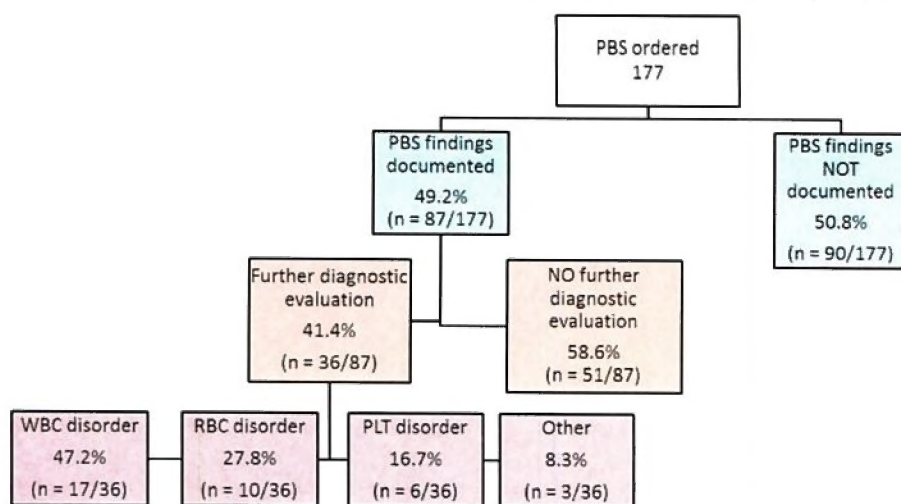 PBS ordered
177
PBS findings
documented
49.2%
(n = 87/177)
PBS findings
NOT
documented
50.8%
(n = 90/177)
Further diagnostic
evaluation
41.4%
(n = 36/87)
NO further
diagnostic
evaluation
58.6%
(n = 51/87)
WBC disorder
47.2%
(n = 17/36)
RBC disorder
27.8%
(n = 10/36)
PLT disorder
16.7%
(n = 6/36)
Other
8.3%
(n = 3/36)